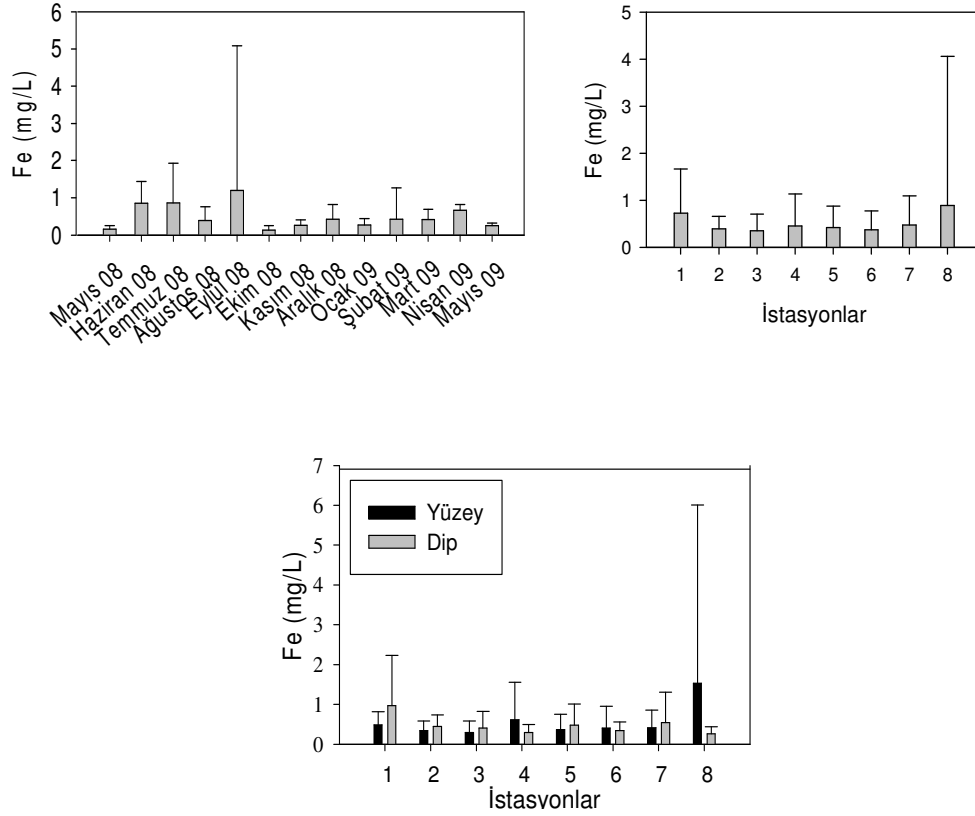 Fe (mg/L)
6
5
4
3
2
1
0
Mayıs 08
Haziran 08
Temmuz 08
Ağustos 08
Eylül 08
Ekim 08
Kasım 08
Aralık 08
Ocak 09
Şubat 09
Mart 09
Nisan 09
Mayıs 09
Fe (mg/L)
5
4
3
2
1
0
1 2 3 4 5 6 7 8
İstasyonlar
Fe (mg/L)
7
6
5
4
3
2
1
0
Yüzey
Dip
1 2 3 4 5 6 7 8
İstasyonlar